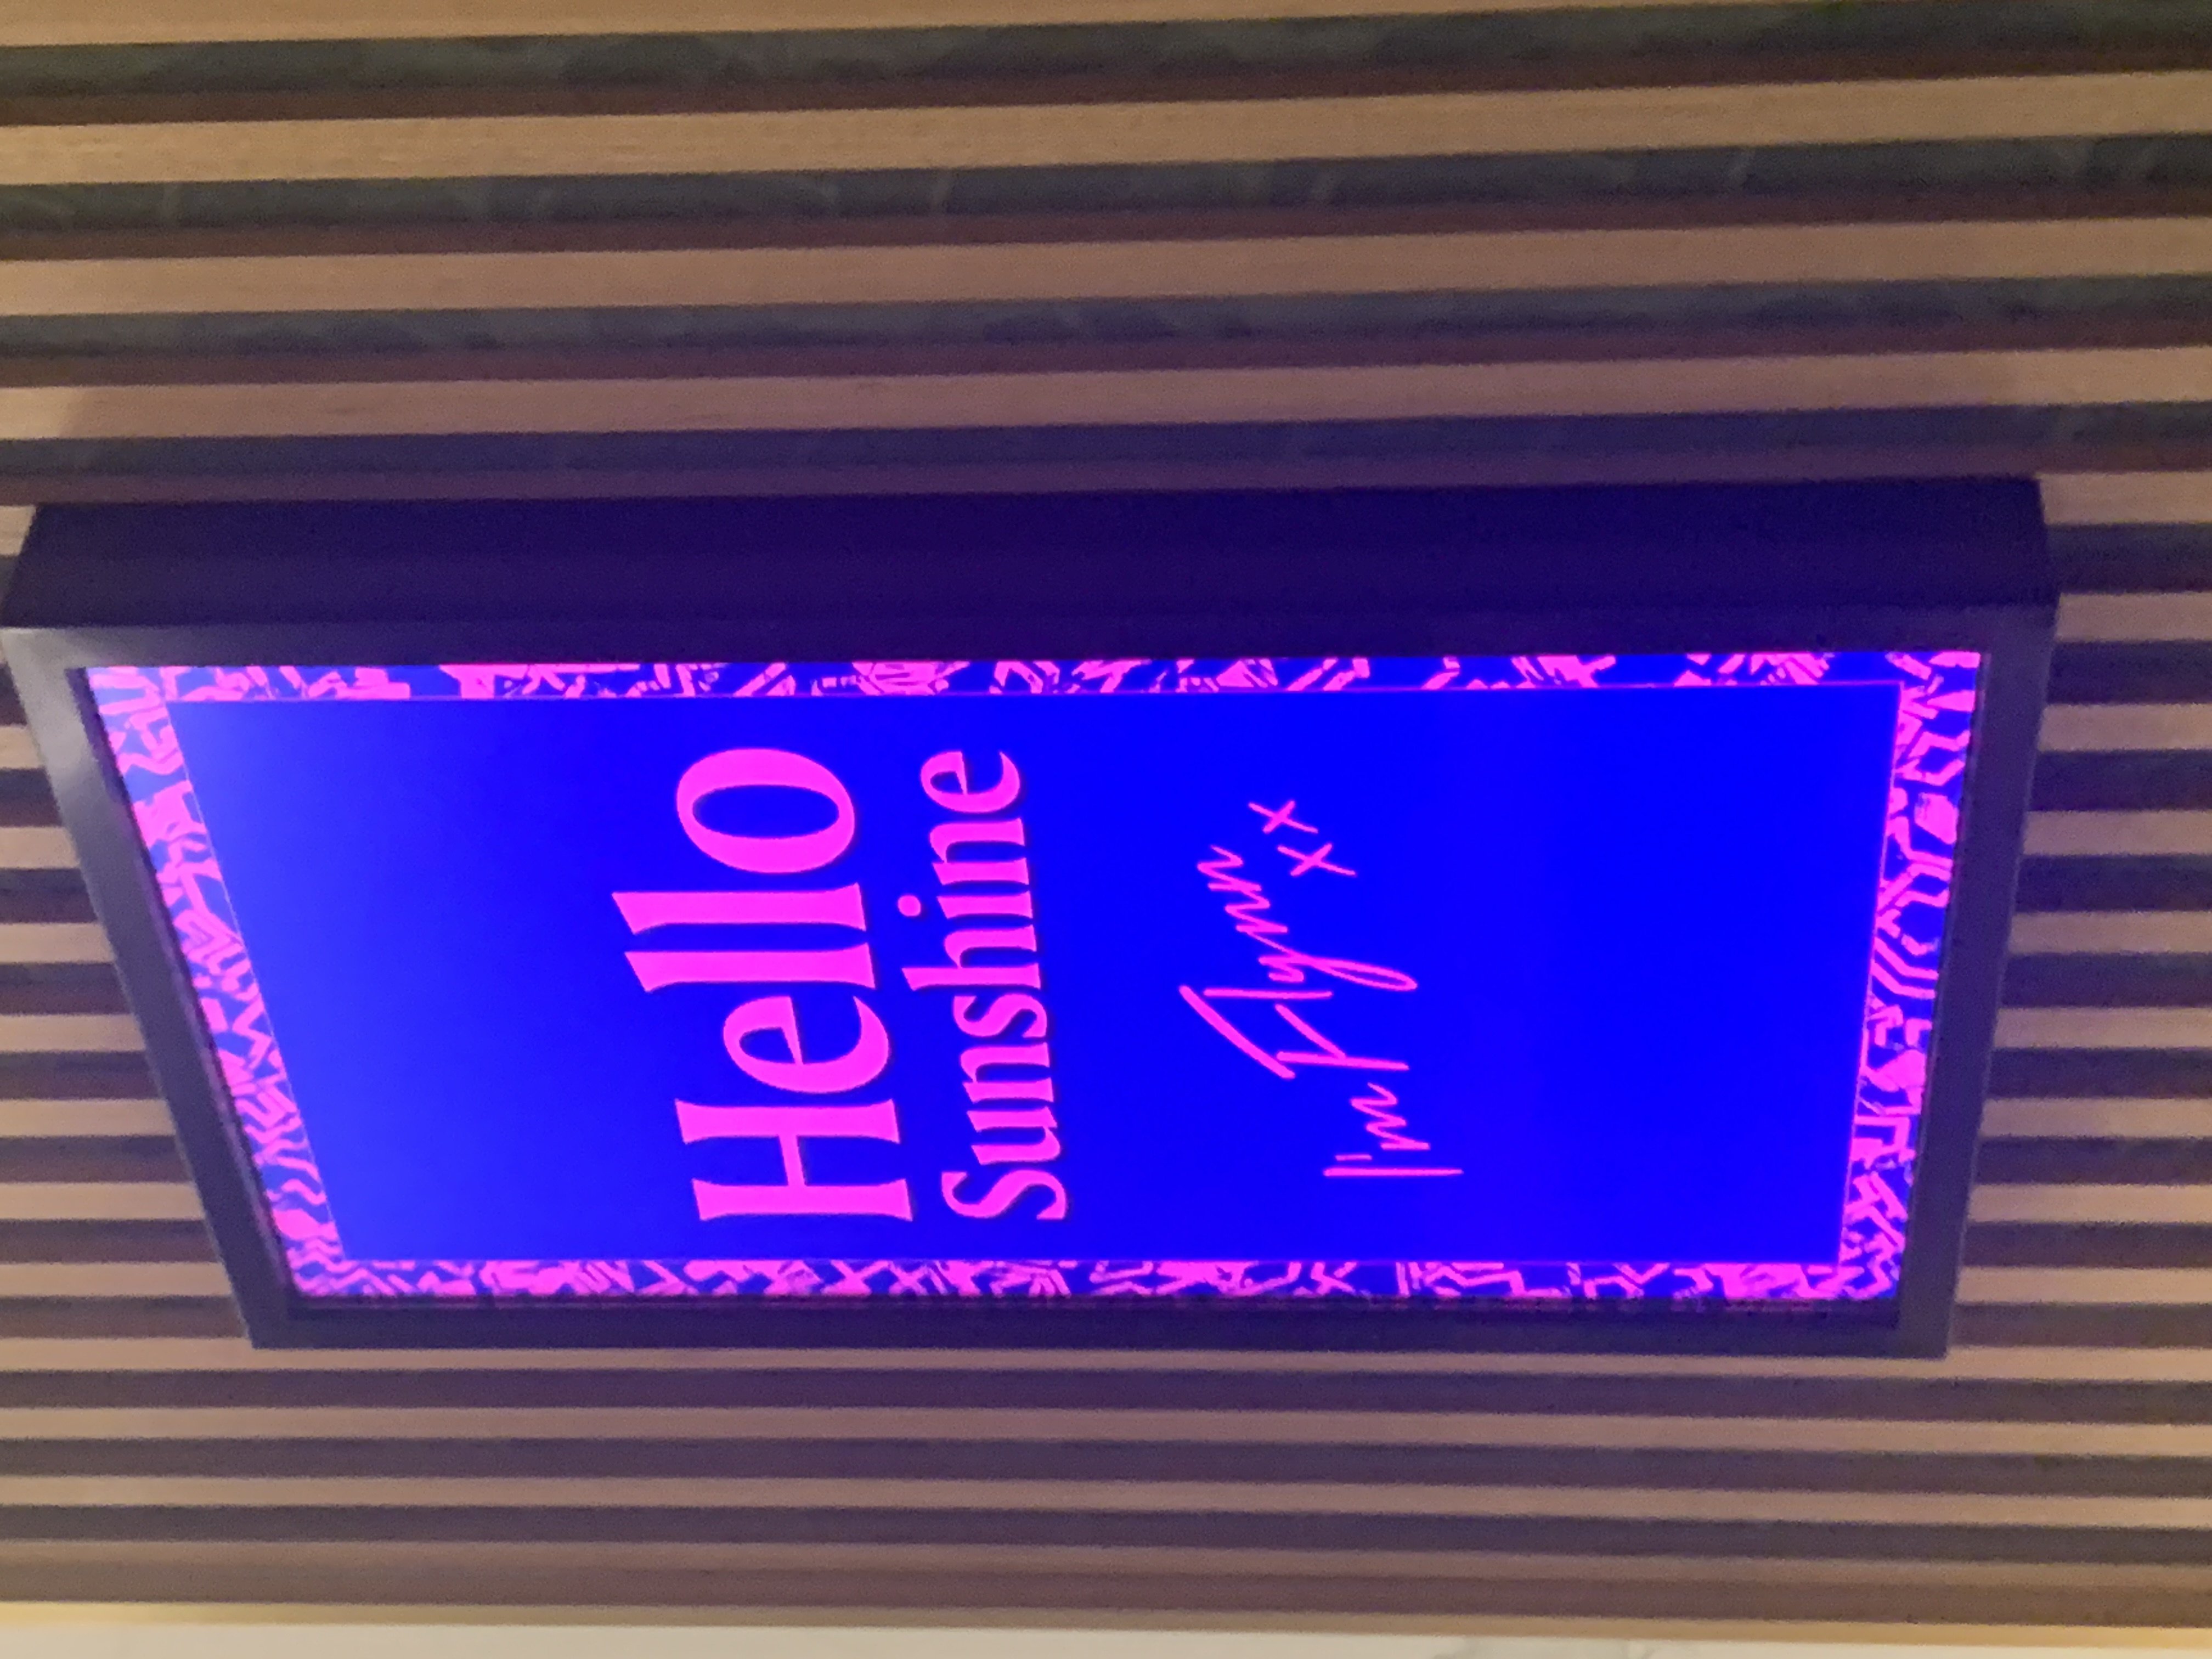 Hello
Sunshine
I'm Flynn
xx